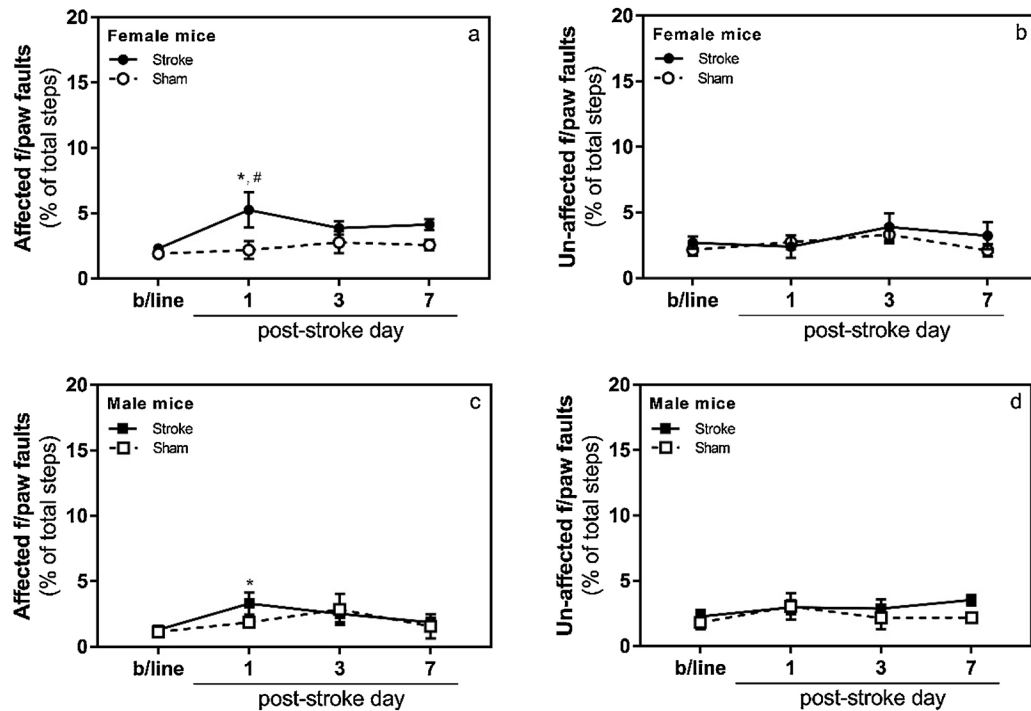 a
Female mice
Stroke
Sham
Affected f/paw faults
(% of total steps)
20
15
10
5
0
*, #
b/line 1 3 7
post-stroke day
b
Female mice
Stroke
Sham
Un-affected f/paw faults
(% of total steps)
20
15
10
5
0
b/line 1 3 7
post-stroke day
c
Male mice
Stroke
Sham
Affected f/paw faults
(% of total steps)
20
15
10
5
0
*
b/line 1 3 7
post-stroke day
d
Male mice
Stroke
Sham
Un-affected f/paw faults
(% of total steps)
20
15
10
5
0
b/line 1 3 7
post-stroke day